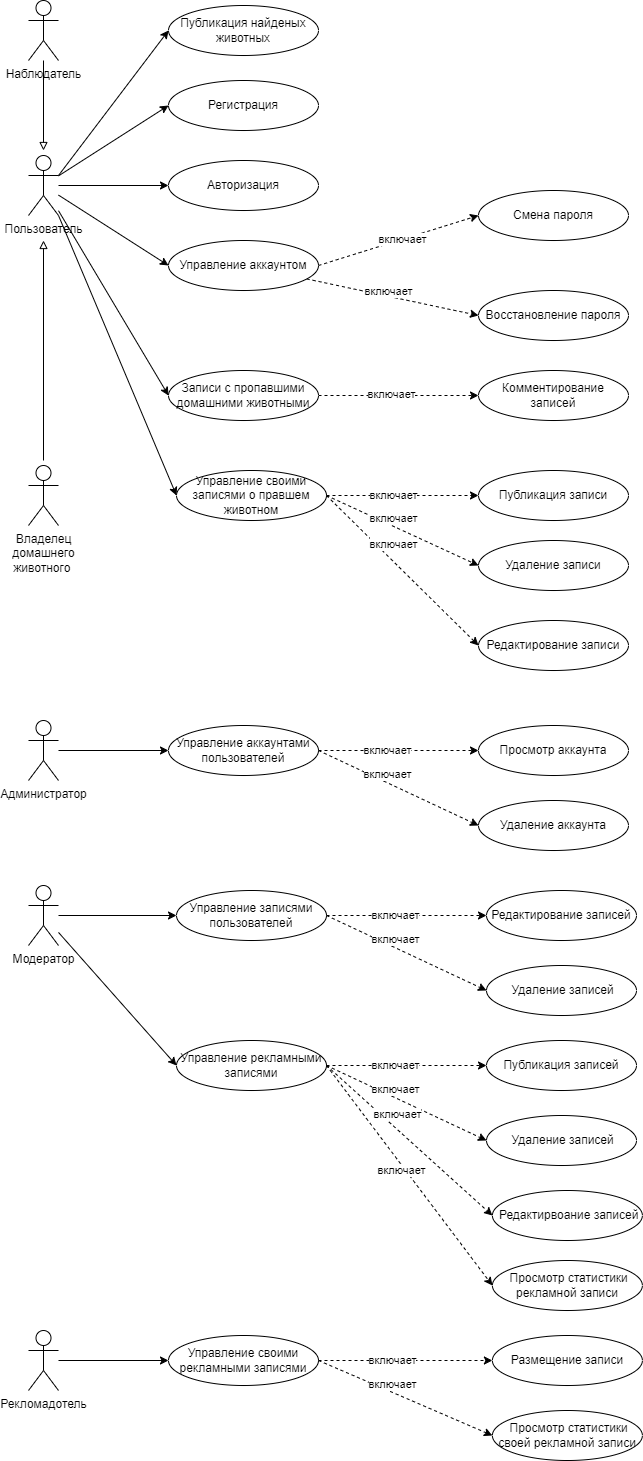 Наблюдатель
Публикация найденых
животных
Регистрация
Авторизация
Пользователь
Управление аккаунтом
включает
Смена пароля
включает
Восстановление пароля
Записи с пропавшими
домашними животными
включает
Комментирование
записей
Владелец
домашнего
животного
Управление своими
записями о правшем
животном
включает
Публикация записи
включает
Удаление записи
включает
Редактирование записи
Администратор
Управление аккаунтами
пользователей
включает
Просмотр аккаунта
включает
Удаление аккаунта
Модератор
Управление записями
пользователей
включает
Редактирование записей
включает
Удаление записей
Управление рекламными
записями
включает
Публикация записей
включает
Удаление записей
включает
Редактирвоание записей
включает
Просмотр статистики
рекламной записи
Рекломадотель
Управление своими
рекламными записями
включает
Размещение записи
включает
Просмотр статистики
своей рекламной записи